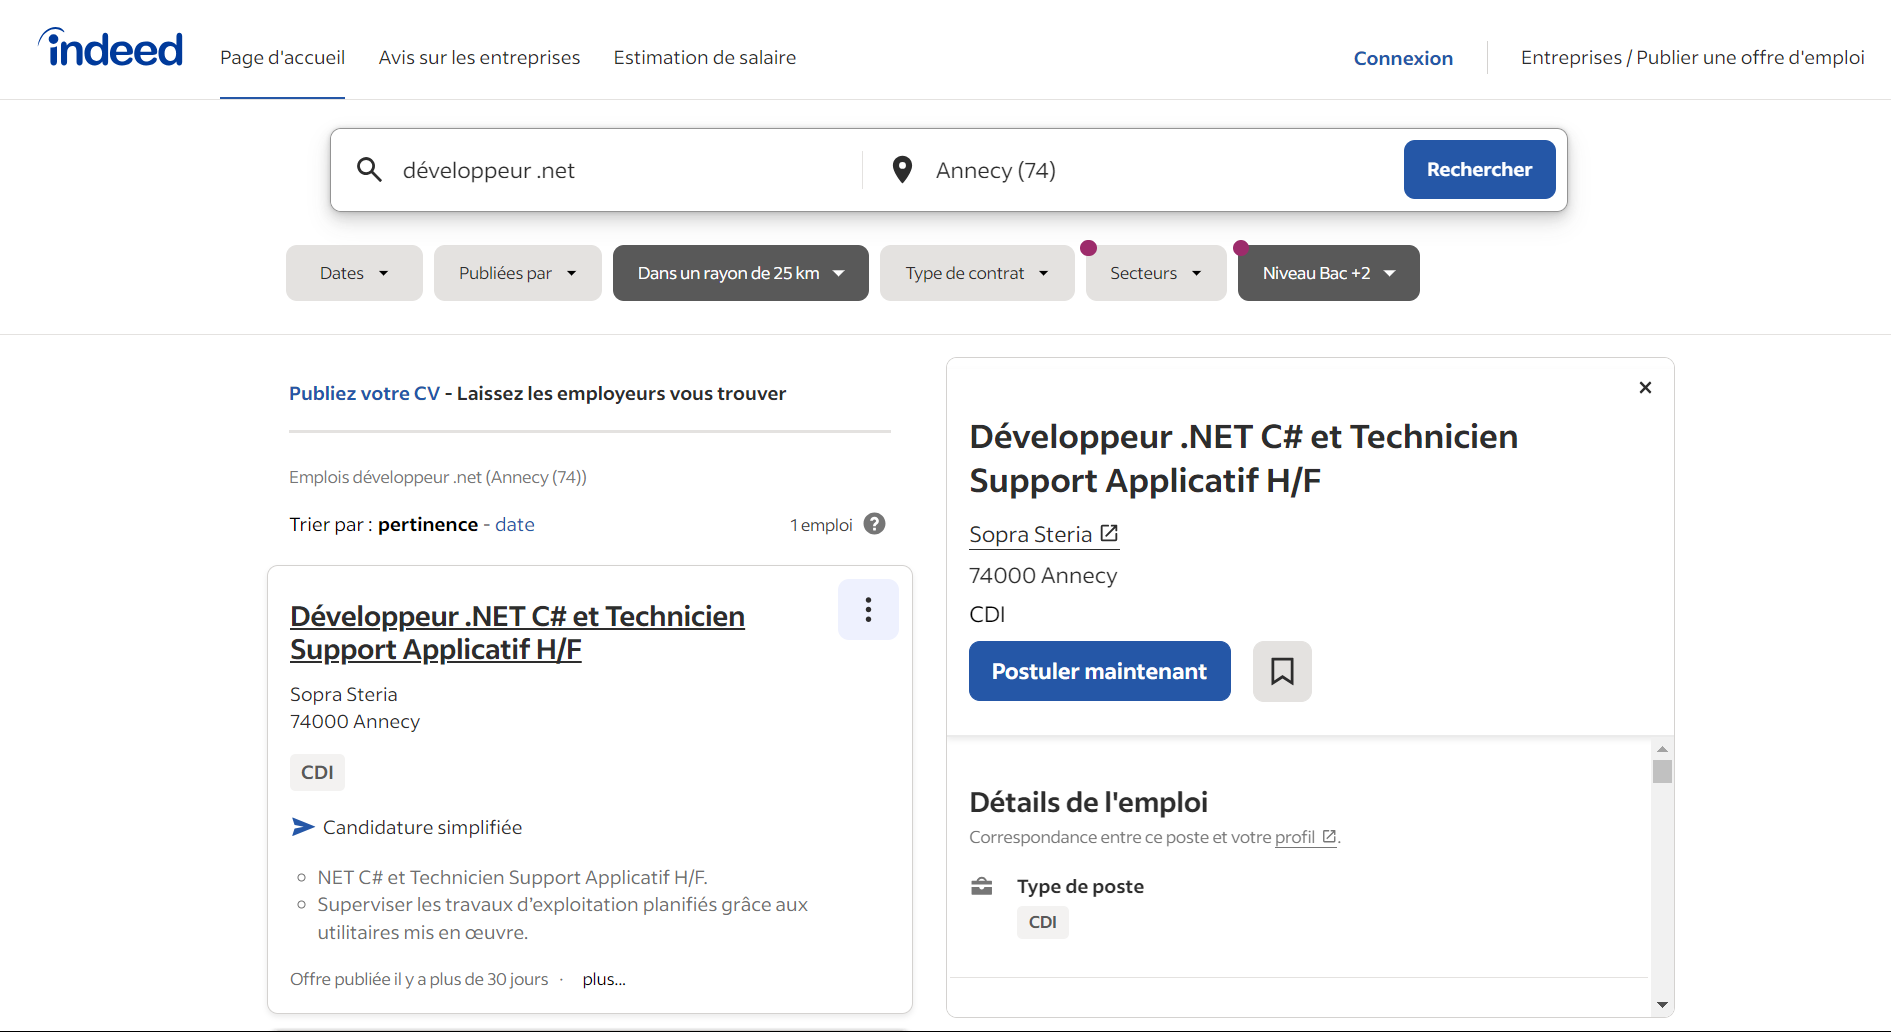 indeed
Page d'accueil
Avis sur les entreprises
Estimation de salaire
Connexion
Entreprises / Publier une offre d'emploi
développeur .net
Annecy (74)
Rechercher
Dates
Publiées par
Dans un rayon de 25 km
Type de contrat
Secteurs
Niveau Bac +2
Publiez votre CV - Laissez les employeurs vous trouver
Emplois développeur .net (Annecy (74))
Trier par : pertinence - date
1 emploi
?
Développeur .NET C# et Technicien
Support Applicatif H/F
Sopra Steria
74000 Annecy
CDI
Candidature simplifiée
NET C# et Technicien Support Applicatif H/F.
Superviser les travaux d'exploitation planifiés grâce aux
utilitaires mis en œuvre.
Offre publiée il y a plus de 30 jours · plus...
Développeur .NET C# et Technicien
Support Applicatif H/F
Sopra Steria
74000 Annecy
CDI
Postuler maintenant
Détails de l'emploi
Correspondance entre ce poste et votre profil .
Type de poste
CDI